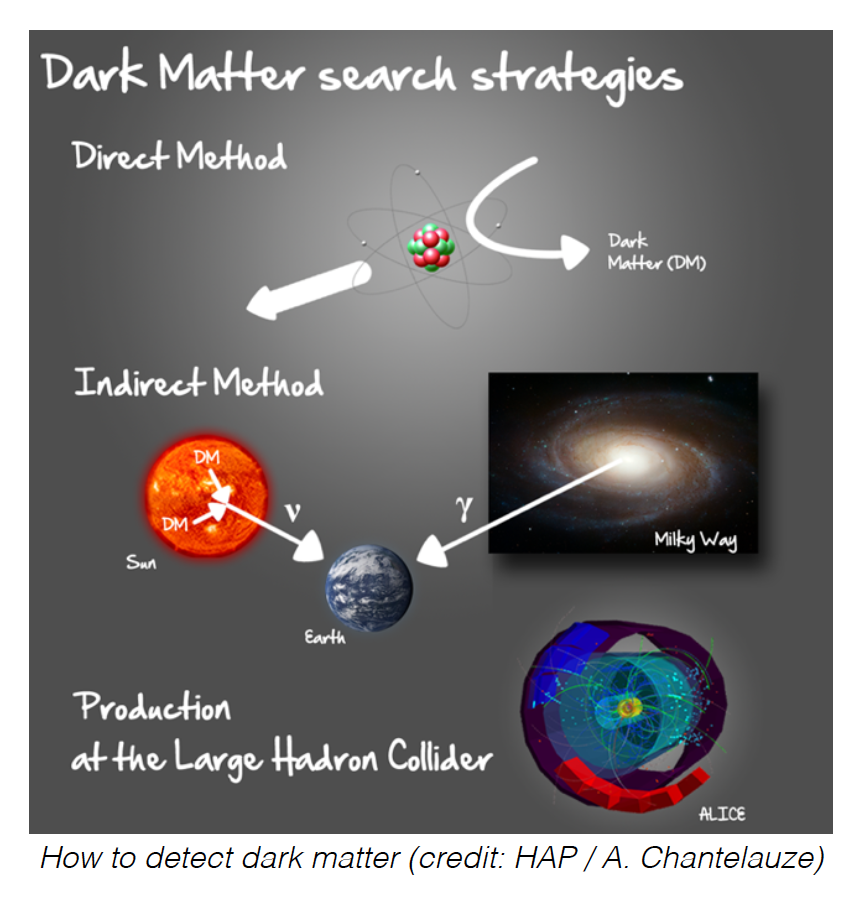 Dark Matter search strategies
Direct Method
Dark
Matter (DM)
Indirect Method
DM
DM
ν
γ
Sun
Milky Way
Earth
Production
at the Large Hadron Collider
ALICE
How to detect dark matter (credit: HAP / A. Chantelauze)